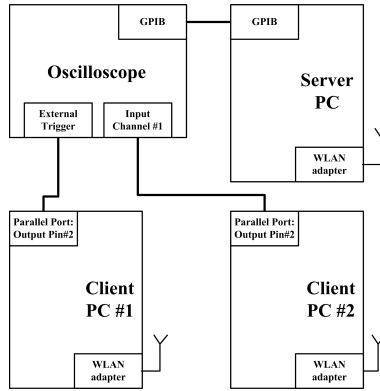 GPIB
GPIB
Oscilloscope
Server
PC
External
Trigger
Input
Channel #1
WLAN
adapter
Parallel Port:
Output Pin#2
Parallel Port:
Output Pin#2
Client
PC #1
Client
PC #2
WLAN
adapter
WLAN
adapter